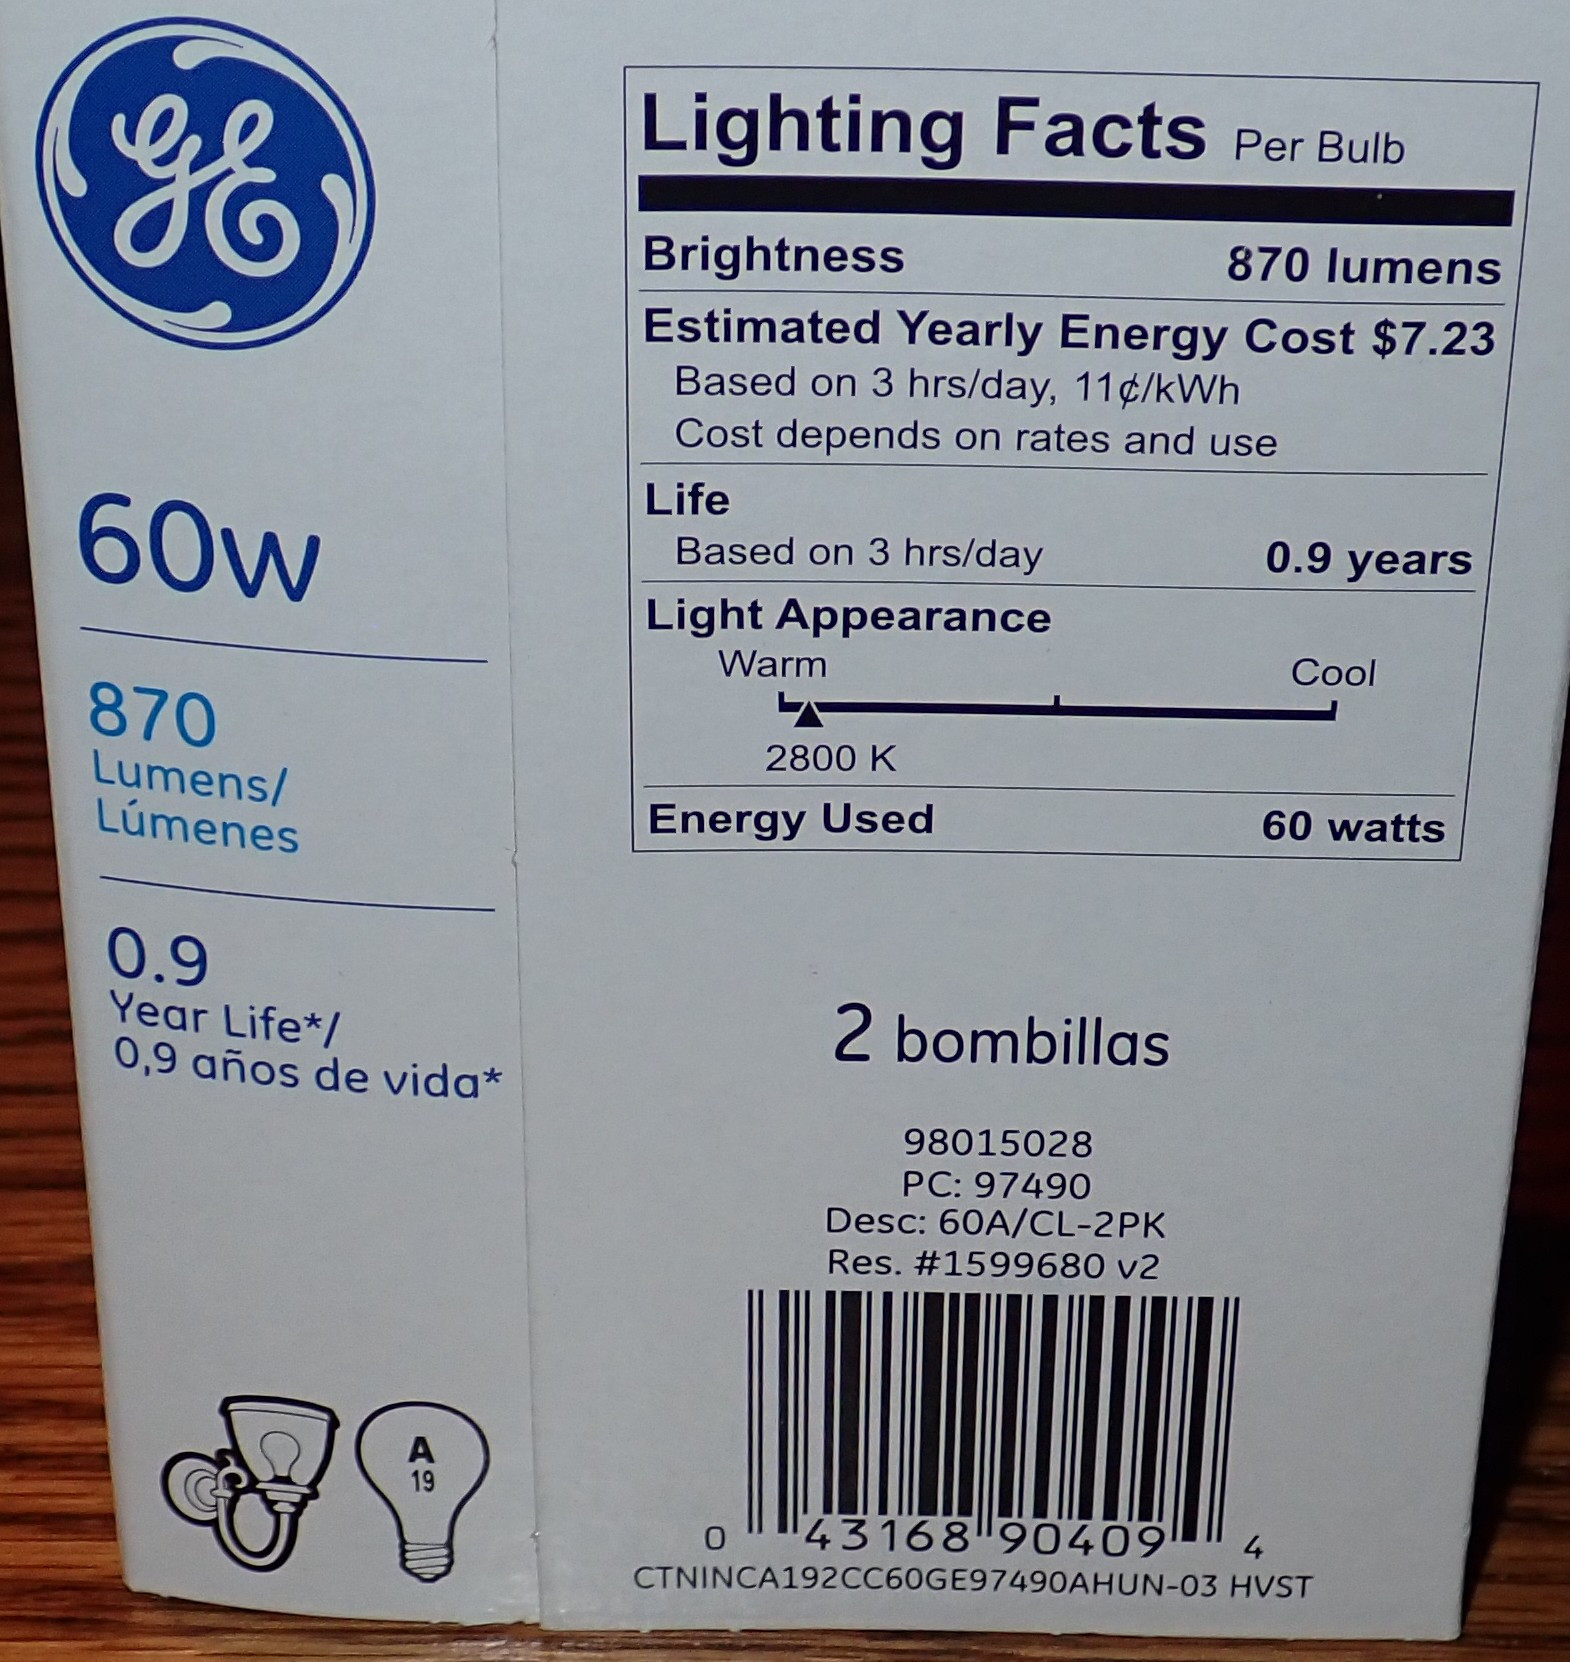 GE
60w
870
Lumens/
Lúmenes
0.9
Year Life*/
0,9 años de vida*
A
19
Lighting Facts Per Bulb
Brightness 870 lumens
Estimated Yearly Energy Cost $7.23
Based on 3 hrs/day, 11¢/kWh
Cost depends on rates and use
Life
Based on 3 hrs/day 0.9 years
Light Appearance
Warm Cool
2800 K
Energy Used 60 watts
2 bombillas
98015028
PC: 97490
Desc: 60A/CL-2PK
Res. #1599680 v2
0 43168 90409 4
CTNINCA192CC60GE97490AHUN-03 HVST